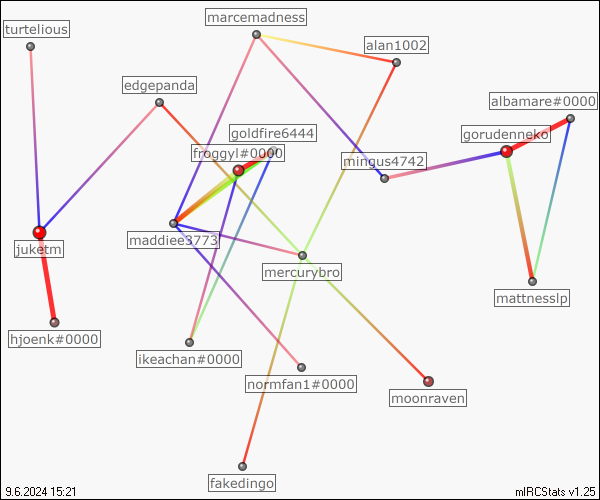 marcemadness
turtelious
alan1002
edgepanda
albamare#0000
goldfire6444
gorudenneko
froggyl#0000
mingus4742
maddiee3773
juketm
mercurybro
mattnesslp
hjoenk#0000
ikeachan#0000
normfan1#0000
moonraven
fakedingo
9.6.2024 15:21
mIRCStats v1.25